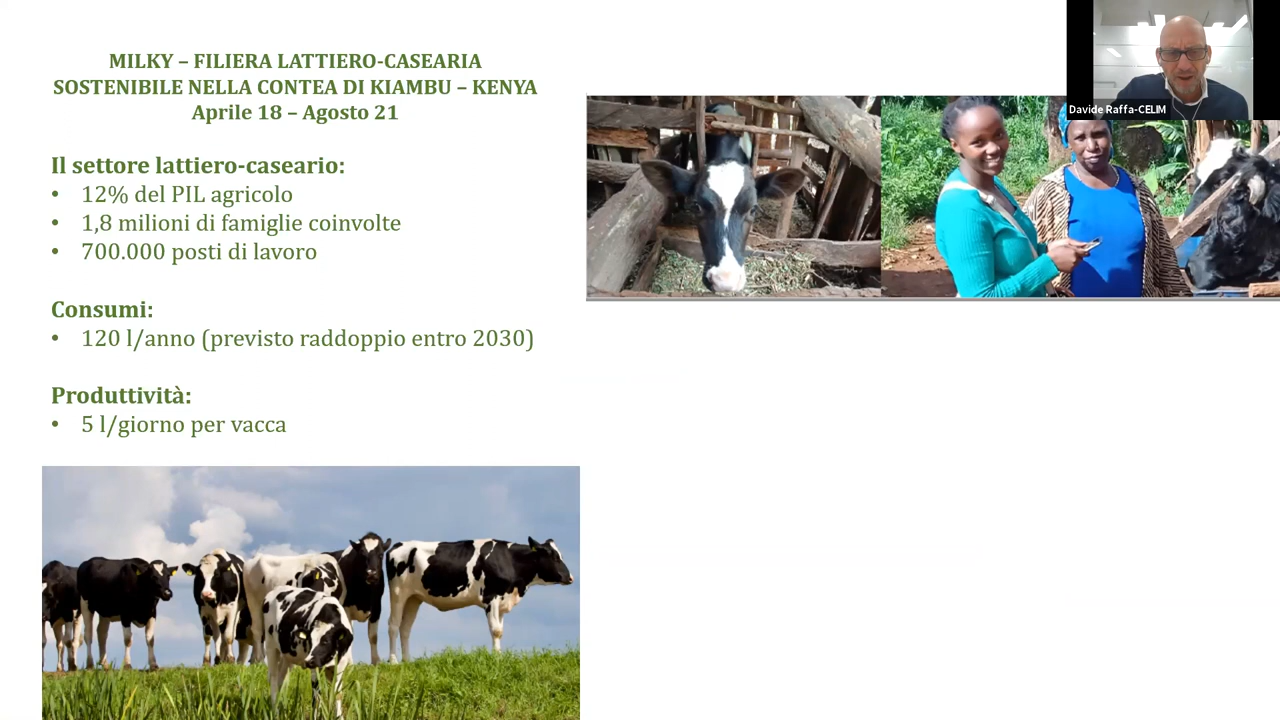 MILKY – FILIERA LATTIERO-CASEARIA
SOSTENIBILE NELLA CONTEA DI KIAMBU – KENYA
Aprile 18 – Agosto 21
Il settore lattiero-caseario:
• 12% del PIL agricolo
• 1,8 milioni di famiglie coinvolte
• 700.000 posti di lavoro
Consumi:
• 120 l/anno (previsto raddoppio entro 2030)
Produttività:
• 5 l/giorno per vacca
Davide Raffa-CELIM